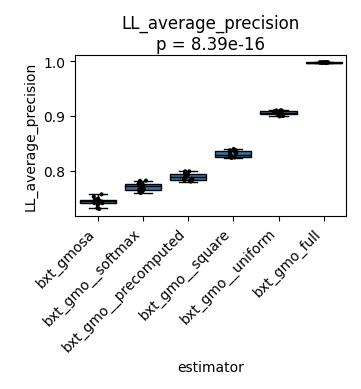 LL_average_precision
p = 8.39e-16
LL_average_precision
1.0
0.9
0.8
bxt_gmosa
bxt_gmo__softmax
bxt_gmo__precomputed
bxt_gmo__square
bxt_gmo__uniform
bxt_gmo_full
estimator